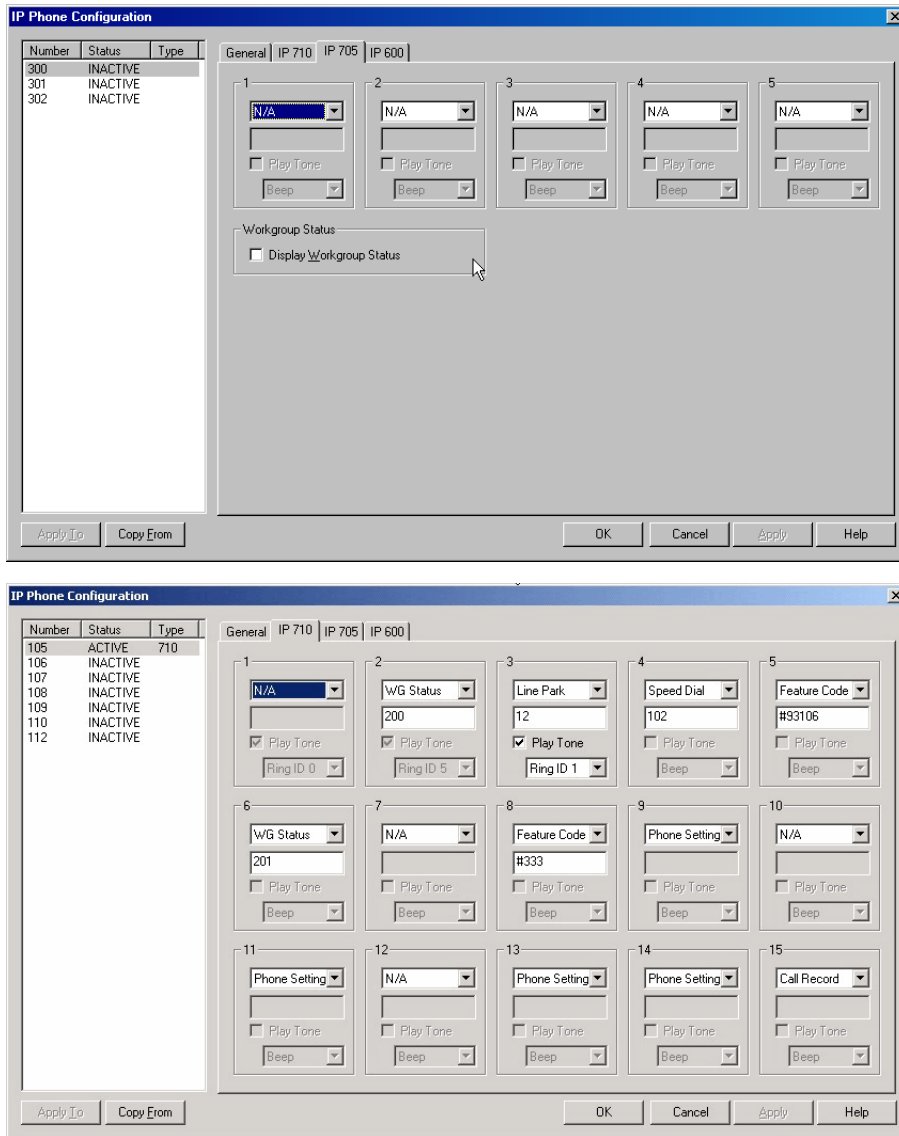 IP Phone Configuration
Number Status Type
300 INACTIVE
301 INACTIVE
302 INACTIVE
General IP 710 IP 705 IP 600
1 2 3 4 5
N/A N/A N/A N/A N/A
Play Tone Play Tone Play Tone Play Tone Play Tone
Beep Beep Beep Beep Beep
Workgroup Status
Display Workgroup Status
Apply To Copy From OK Cancel Apply Help
IP Phone Configuration
Number Status Type
105 ACTIVE 710
106 INACTIVE
107 INACTIVE
108 INACTIVE
109 INACTIVE
110 INACTIVE
112 INACTIVE
General IP 710 IP 705 IP 600
1 2 3 4 5
N/A WG Status Line Park Speed Dial Feature Code
200 12 102 #93106
Play Tone Play Tone Play Tone Play Tone Play Tone
Ring ID 0 Ring ID 5 Ring ID 1 Beep Beep
6 7 8 9 10
WG Status N/A Feature Code Phone Setting N/A
201 #333
Play Tone Play Tone Play Tone Play Tone Play Tone
Beep Beep Beep Beep Beep
11 12 13 14 15
Phone Setting N/A Phone Setting Phone Setting Call Record
Play Tone Play Tone Play Tone Play Tone Play Tone
Beep Beep Beep Beep Beep
Apply To Copy From OK Cancel Apply Help